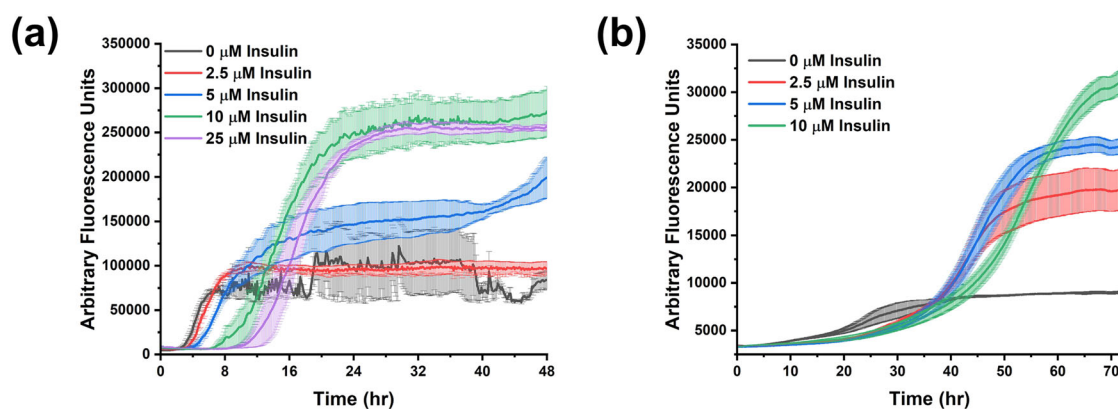 (a)
Arbitrary Fluorescence Units
350000
300000
250000
200000
150000
100000
50000
0
0 μM Insulin
2.5 μM Insulin
5 μM Insulin
10 μM Insulin
25 μM Insulin
0 8 16 24 32 40 48
Time (hr)
(b)
Arbitrary Fluorescence Units
35000
30000
25000
20000
15000
10000
5000
0 μM Insulin
2.5 μM Insulin
5 μM Insulin
10 μM Insulin
0 10 20 30 40 50 60 70
Time (hr)